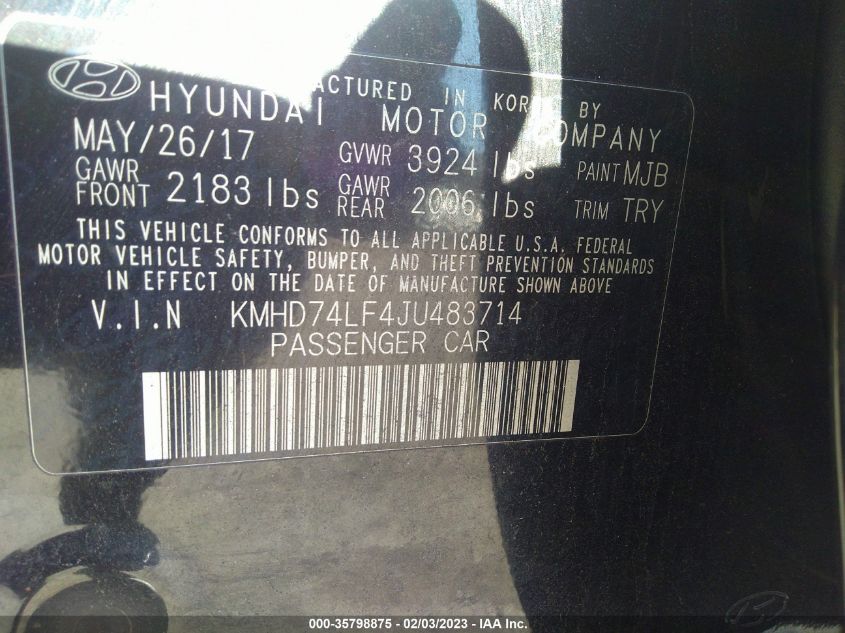 MANUFACTURED IN KOREA BY
HYUNDAI MOTOR COMPANY
MAY/26/17 GVWR 3924 lbs PAINT MJB
GAWR FRONT 2183 lbs GAWR REAR 2006 lbs TRIM TRY
THIS VEHICLE CONFORMS TO ALL APPLICABLE U.S.A. FEDERAL
MOTOR VEHICLE SAFETY, BUMPER, AND THEFT PREVENTION STANDARDS
IN EFFECT ON THE DATE OF MANUFACTURE SHOWN ABOVE.
V.I.N KMHD74LF4JU483714
PASSENGER CAR
000-35798875 - 02/03/2023 - IAA Inc.